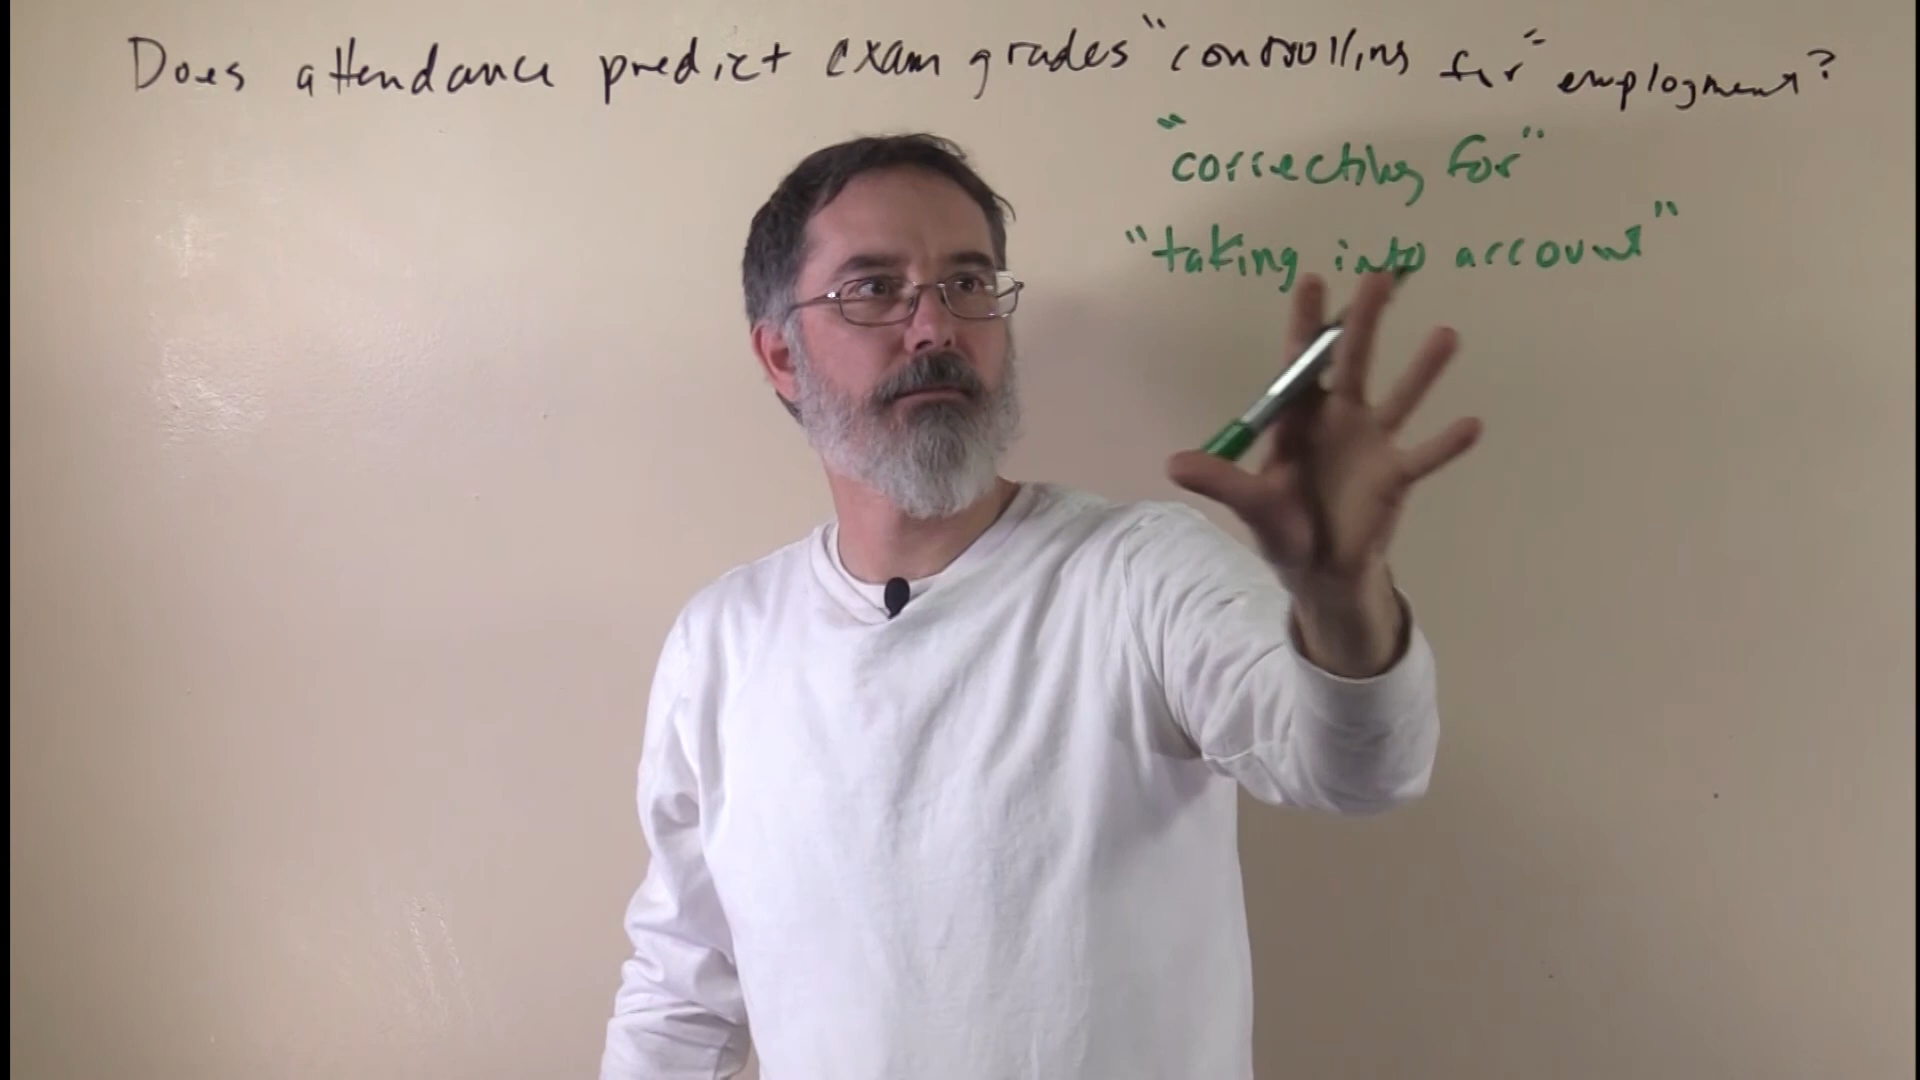 Does attendance predict exam grades "controlling for" employment?
"correcting for"
"taking into account"